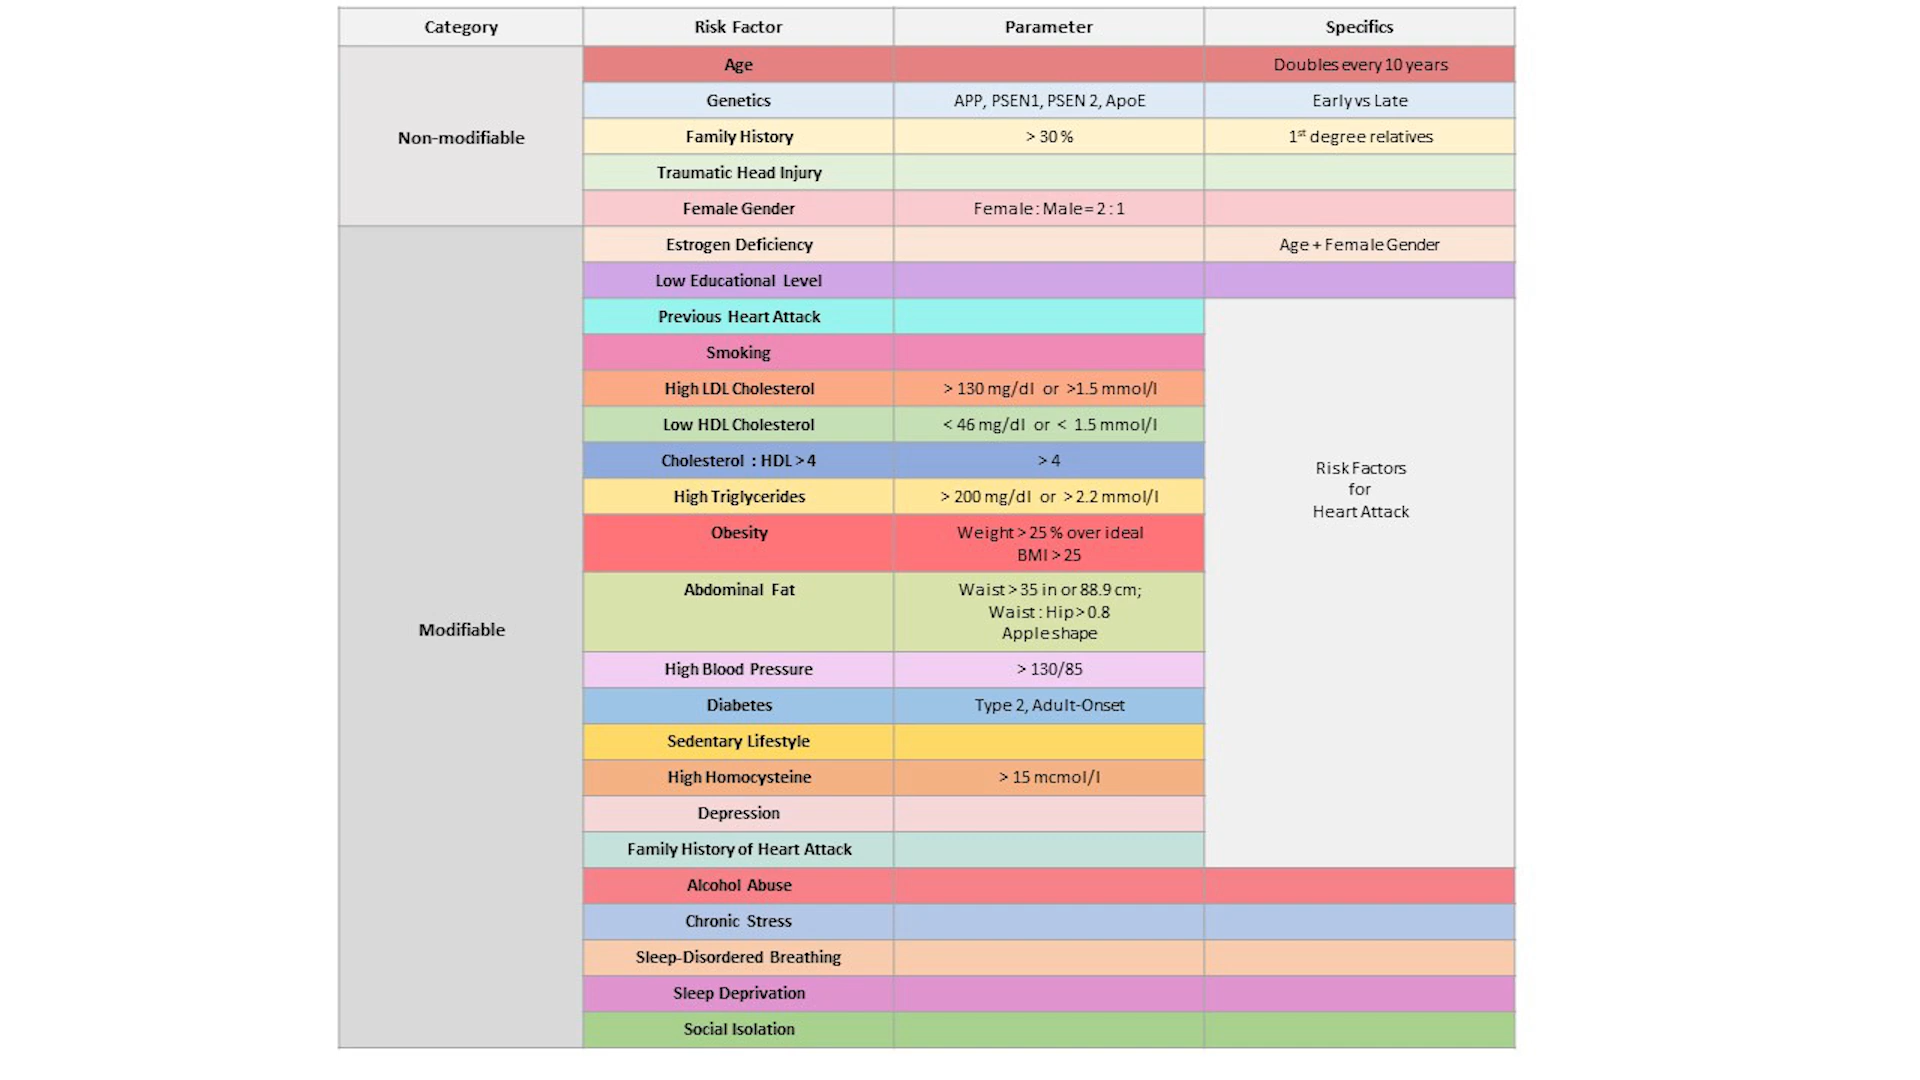 Category Risk Factor Parameter Specifics
Age Doubles every 10 years
Genetics APP, PSEN1, PSEN 2, ApoE Early vs Late
Non-modifiable Family History > 30 % 1st degree relatives
Traumatic Head Injury
Female Gender Female : Male = 2 : 1
Estrogen Deficiency Age + Female Gender
Low Educational Level
Previous Heart Attack
Smoking
High LDL Cholesterol > 130 mg/dl or >1.5 mmol/l
Low HDL Cholesterol < 46 mg/dl or < 1.5 mmol/l
Cholesterol : HDL > 4 > 4
Risk Factors
for
Heart Attack
High Triglycerides > 200 mg/dl or > 2.2 mmol/l
Obesity Weight > 25 % over ideal
BMI > 25
Abdominal Fat Waist > 35 in or 88.9 cm;
Waist : Hip > 0.8
Apple shape
Modifiable
High Blood Pressure > 130/85
Diabetes Type 2, Adult-Onset
Sedentary Lifestyle
High Homocysteine > 15 mcmol/l
Depression
Family History of Heart Attack
Alcohol Abuse
Chronic Stress
Sleep-Disordered Breathing
Sleep Deprivation
Social Isolation